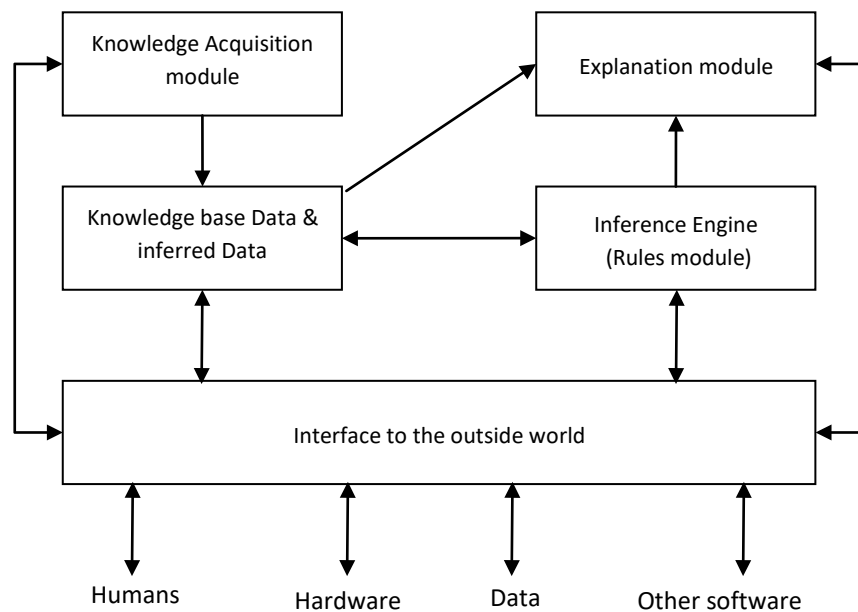 Knowledge Acquisition
module
Explanation module
Knowledge base Data &
inferred Data
Inference Engine
(Rules module)
Interface to the outside world
Humans
Hardware
Data
Other software